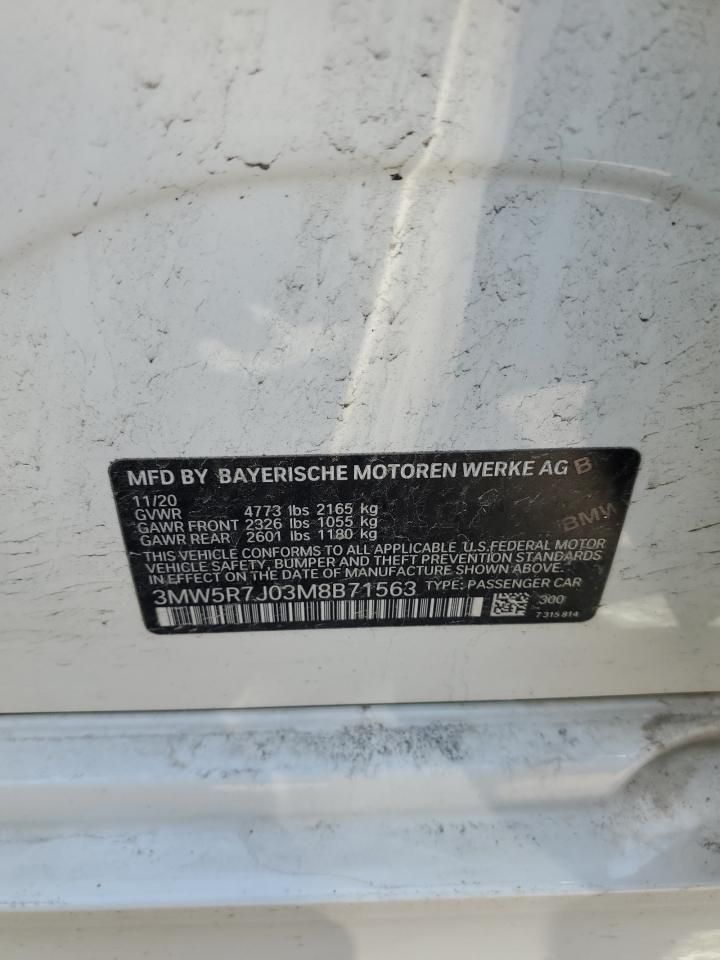 MFD BY BAYERISCHE MOTOREN WERKE AG B
11/20
GVWR 4773 lbs 2165 kg
GAWR FRONT 2326 lbs 1055 kg
GAWR REAR 2601 lbs 1180 kg
BMW
THIS VEHICLE CONFORMS TO ALL APPLICABLE U.S.FEDERAL MOTOR
VEHICLE SAFETY, BUMPER AND THEFT PREVENTION STANDARDS
IN EFFECT ON THE DATE OF MANUFACTURE SHOWN ABOVE.
3MW5R7J03M8B71563 TYPE: PASSENGER CAR
300
7 315 814